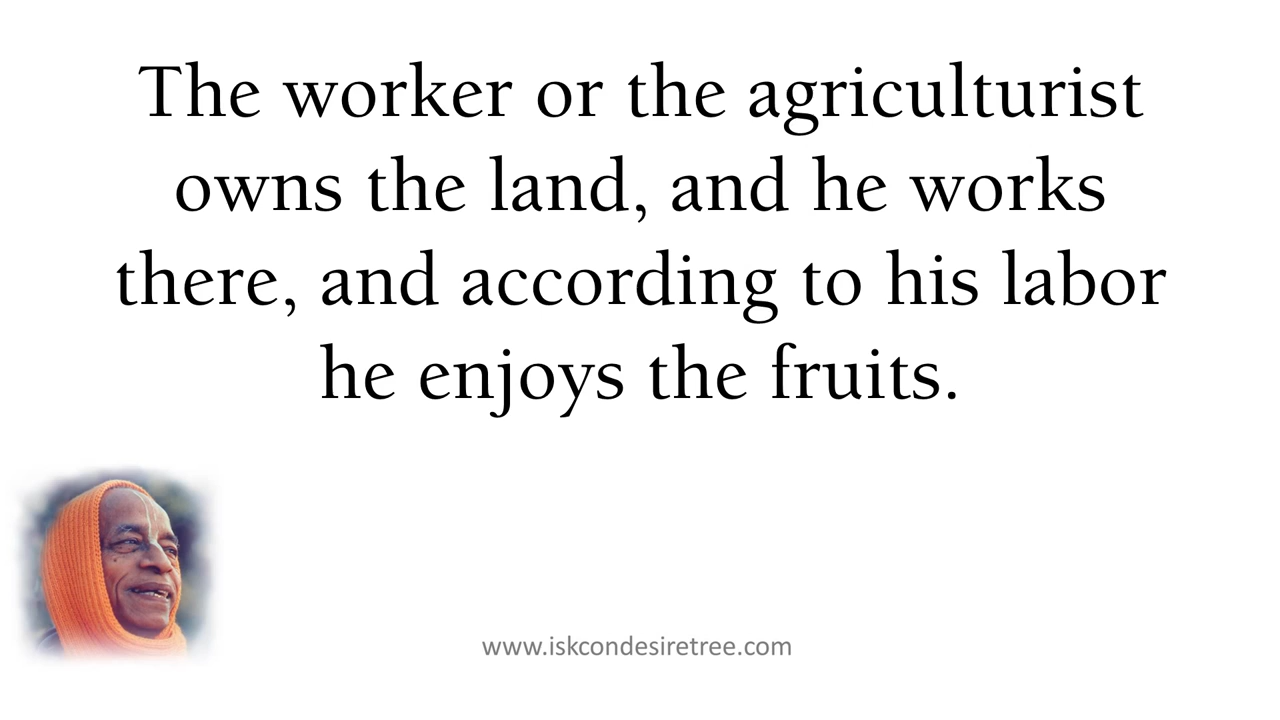 The worker or the agriculturist
owns the land, and he works
there, and according to his labor
he enjoys the fruits.
www.iskcondesiretree.com